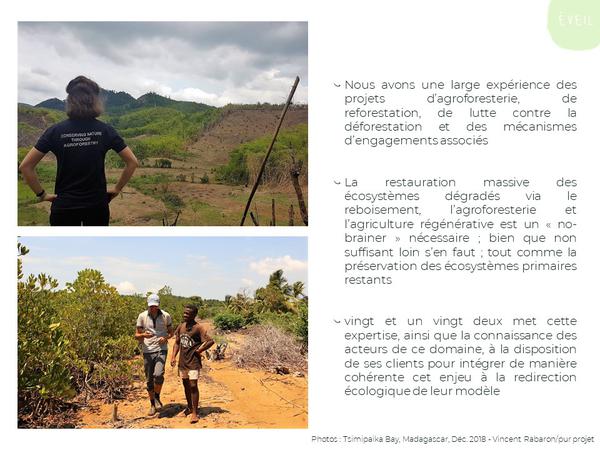 ÉVEIL
CONSERVING NATURE
THROUGH
AGROFORESTRY
Nous avons une large expérience des
projets d'agroforesterie, de
reforestation, de lutte contre la
déforestation et des mécanismes
d'engagements associés
La restauration massive des
écosystèmes dégradés via le
reboisement, l'agroforesterie et
l'agriculture régénérative est un « no-
brainer » nécessaire ; bien que non
suffisant loin s'en faut ; tout comme la
préservation des écosystèmes primaires
restants
vingt et un vingt deux met cette
expertise, ainsi que la connaissance des
acteurs de ce domaine, à la disposition
de ses clients pour intégrer de manière
cohérente cet enjeu à la redirection
écologique de leur modèle
Photos : Tsimipaika Bay, Madagascar, Déc. 2018 - Vincent Rabaron/pur projet